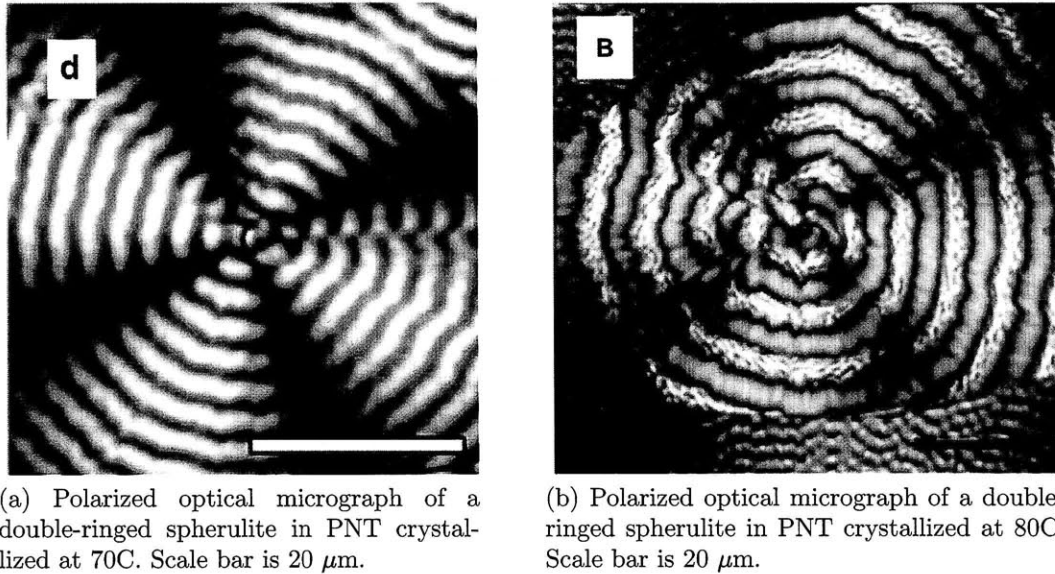 d
B
(a) Polarized optical micrograph of a
double-ringed spherulite in PNT crystal-
lized at 70C. Scale bar is 20 μm.
(b) Polarized optical micrograph of a double
ringed spherulite in PNT crystallized at 80C
Scale bar is 20 μm.